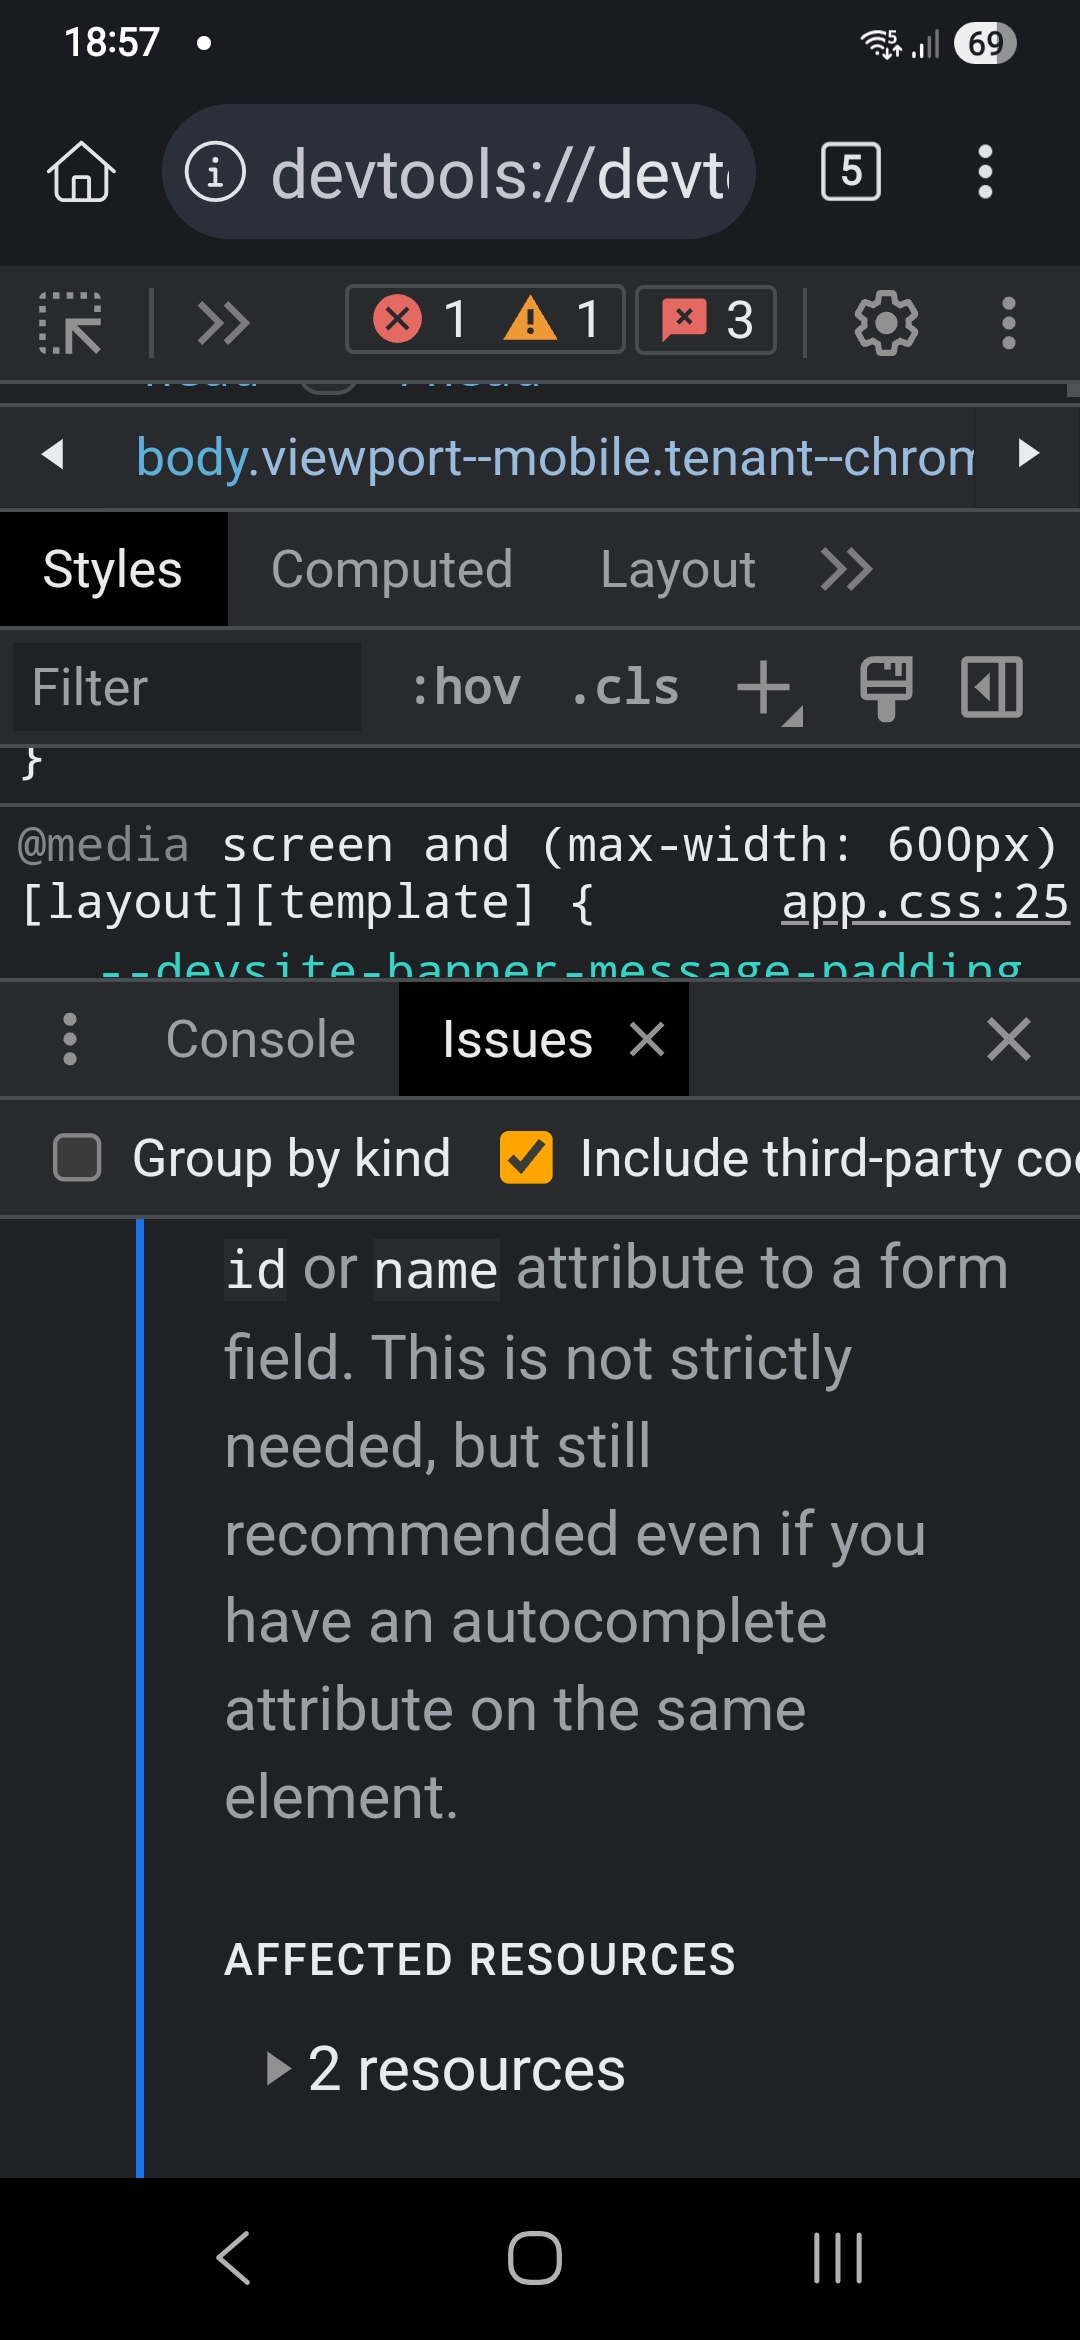 18:57
5
69
devtools://devt
5
1
1
3
body.viewport--mobile.tenant--chrom
Styles
Computed
Layout
Filter
:hov
.cls
}
@media screen and (max-width: 600px)
[layout][template] {
app.css:25
--devsite-banner-message-padding
Console
Issues
Group by kind
Include third-party co
id or name attribute to a form
field. This is not strictly
needed, but still
recommended even if you
have an autocomplete
attribute on the same
element.
AFFECTED RESOURCES
2 resources